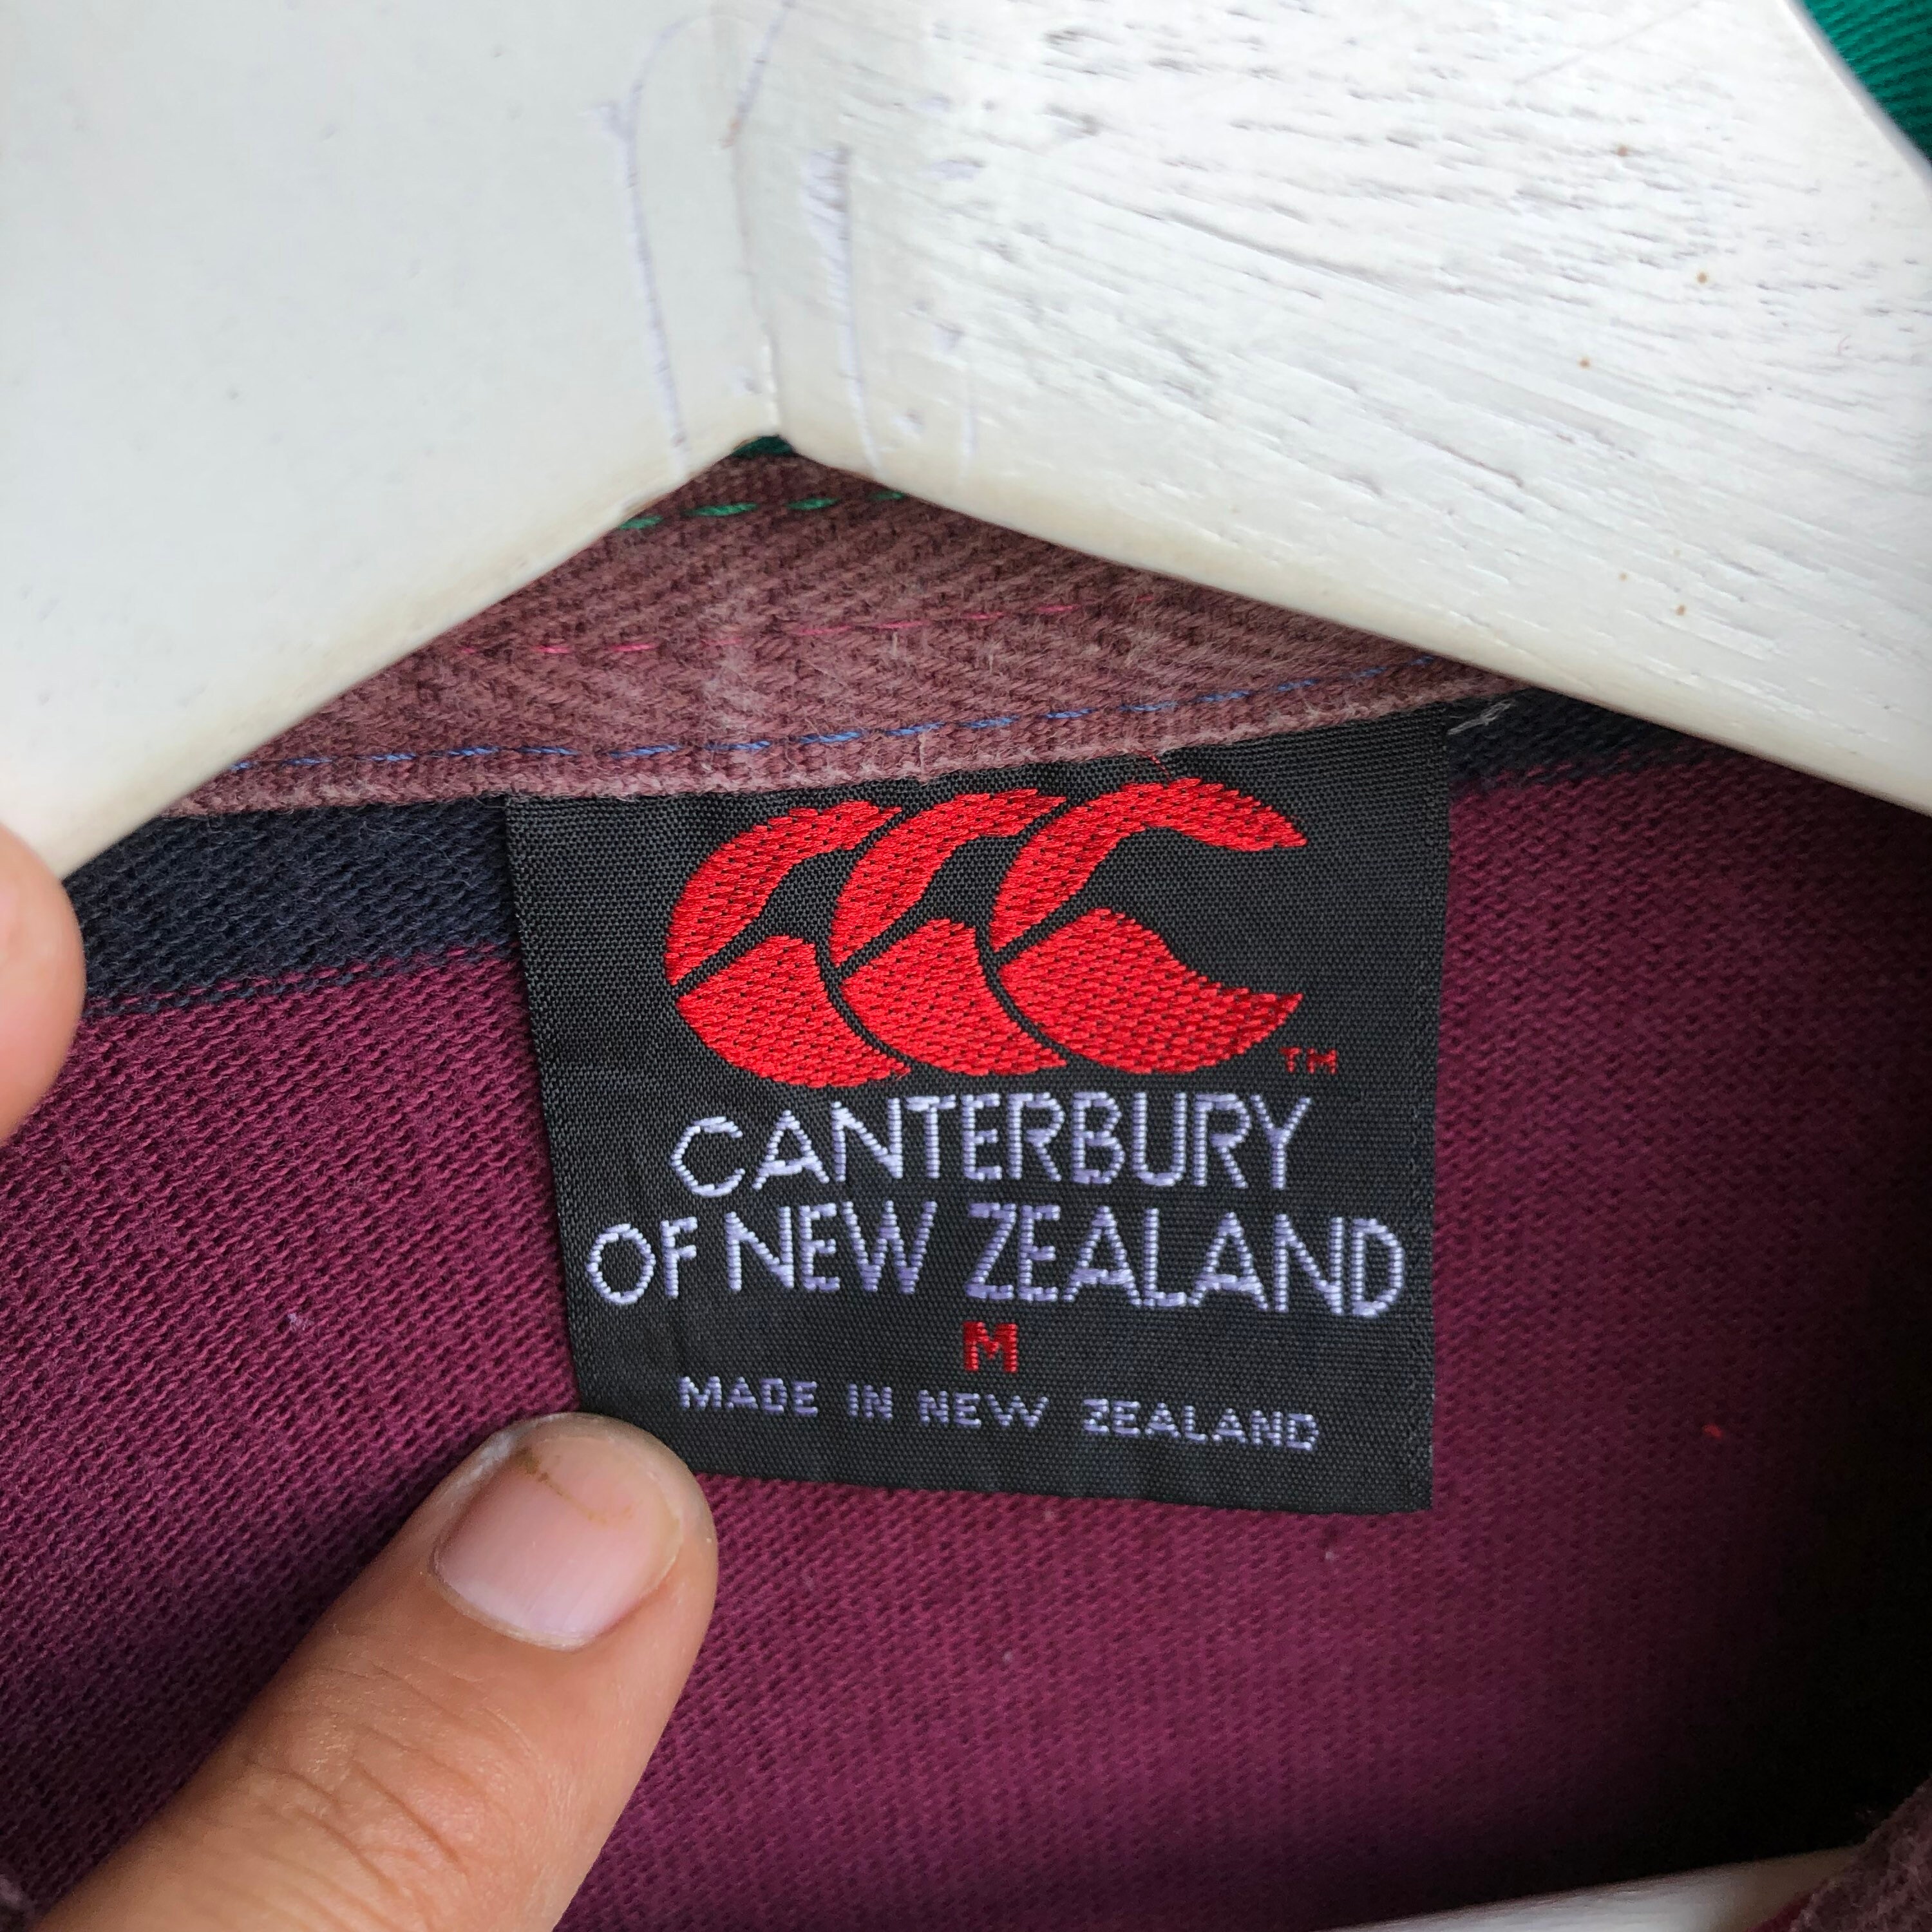 TM
CANTERBURY
OF NEW ZEALAND
M
MADE IN NEW ZEALAND